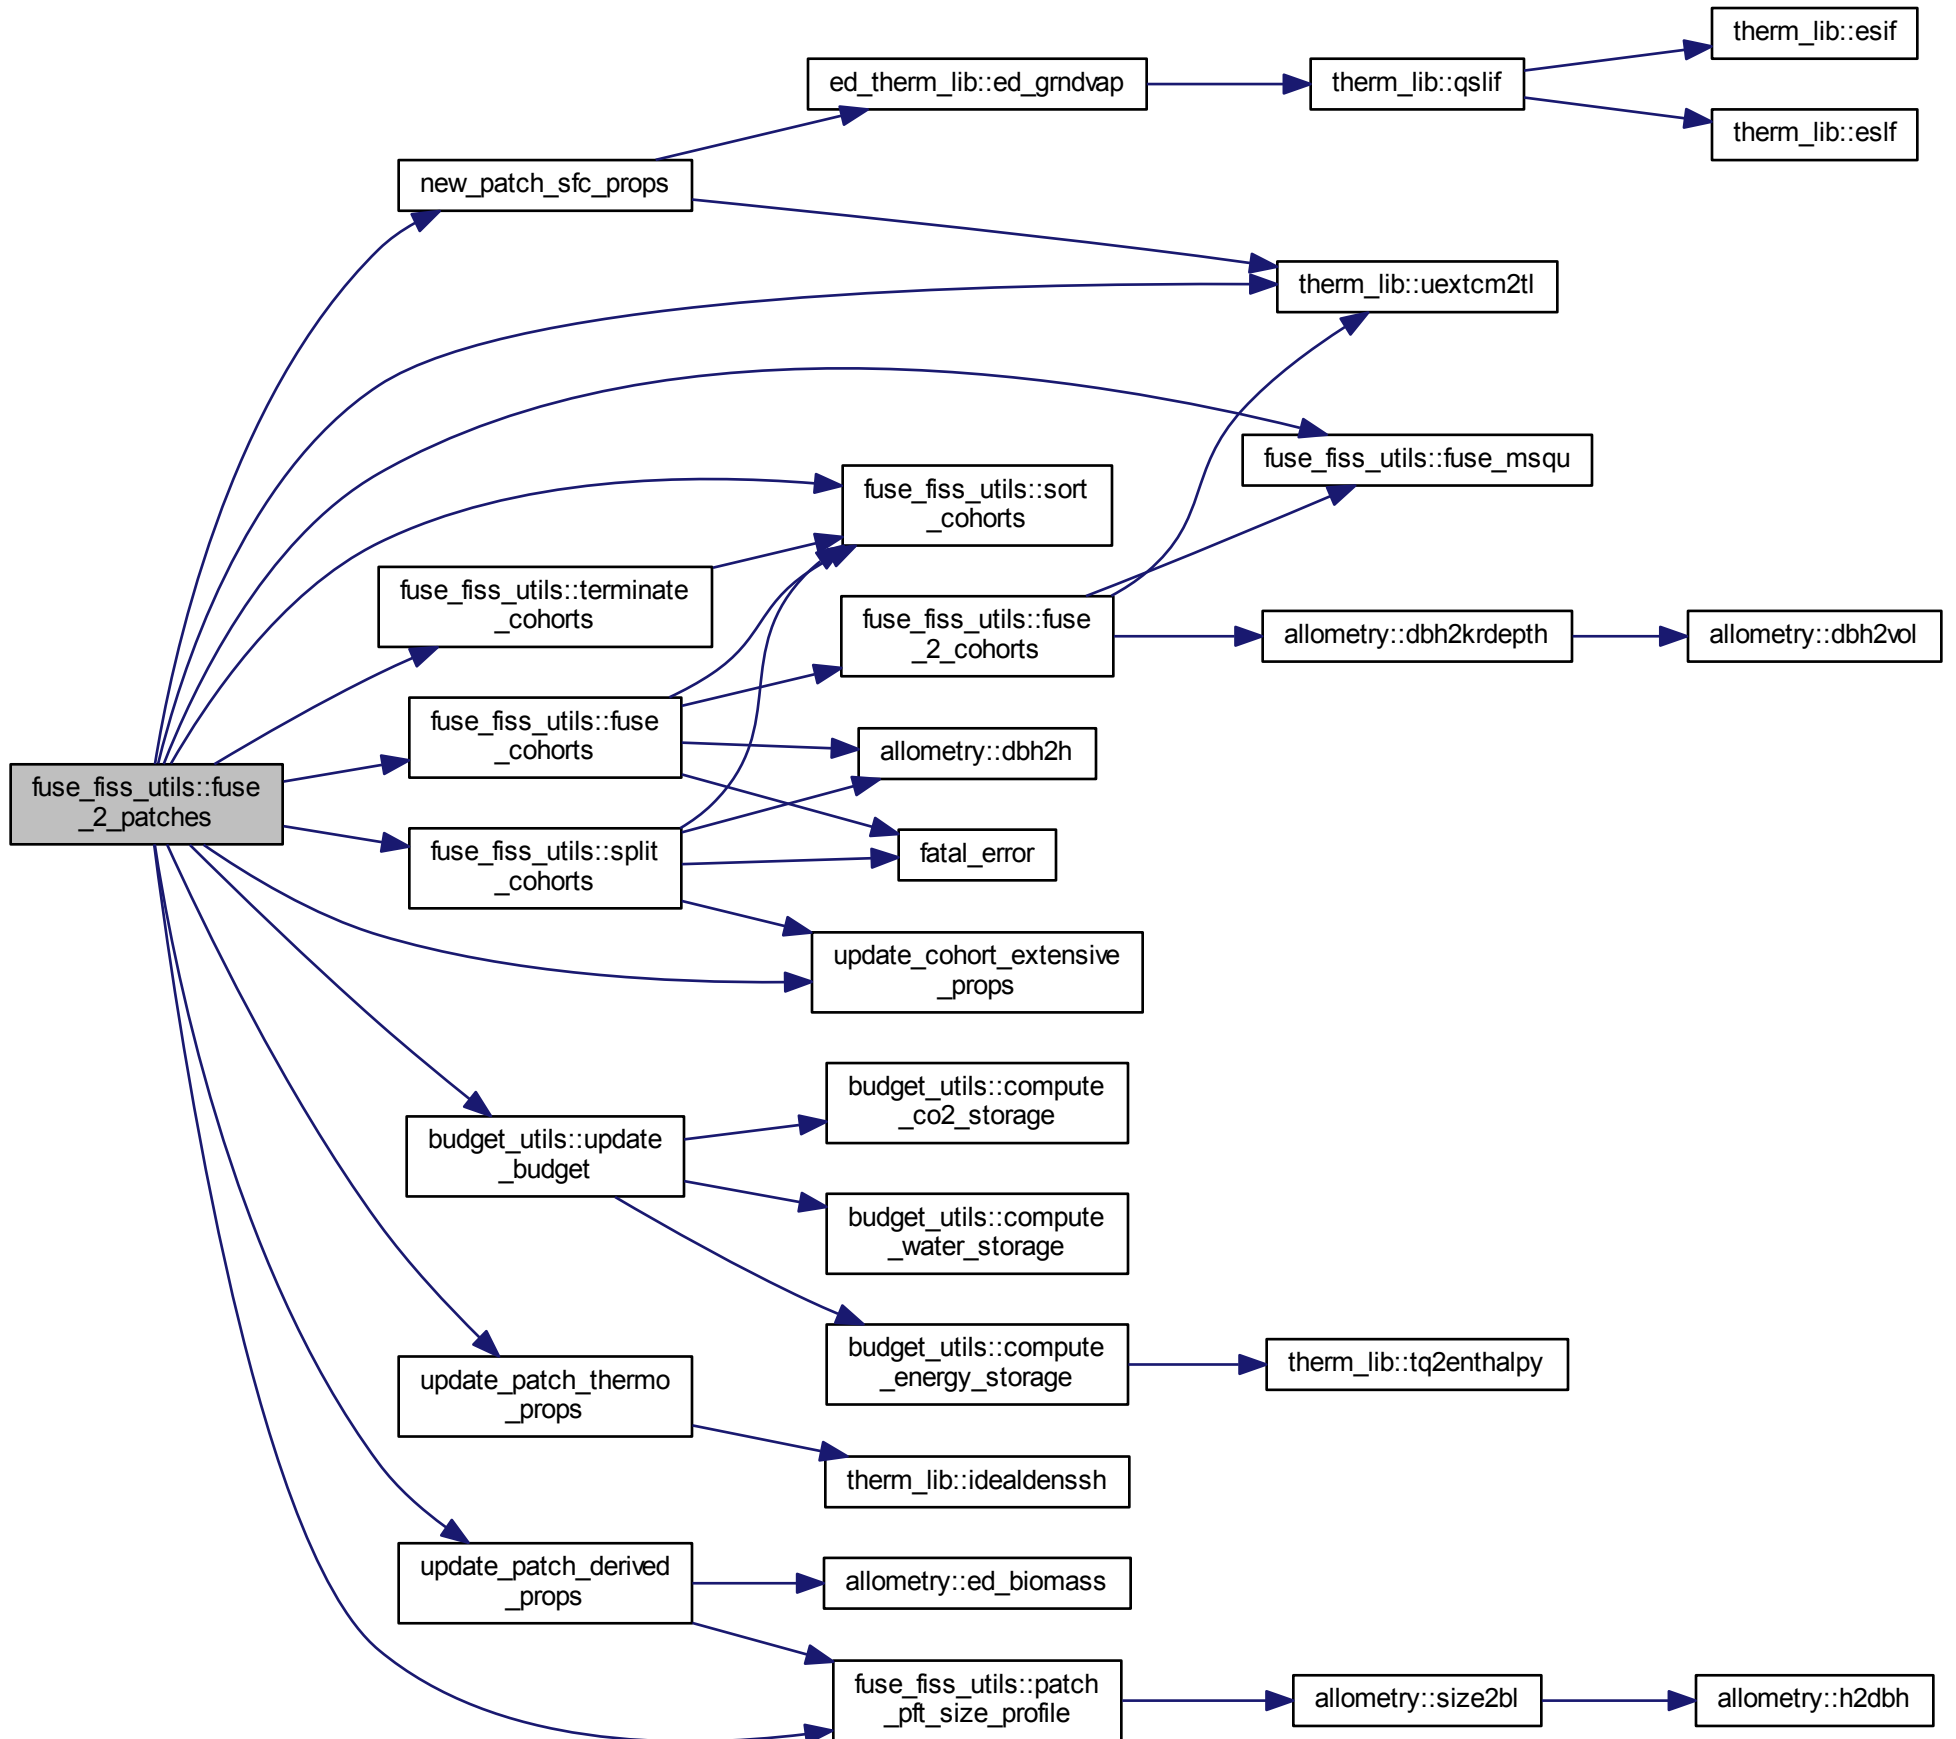 therm_lib::esif
ed_therm_lib::ed_grndvap
therm_lib::qslif
therm_lib::eslf
new_patch_sfc_props
therm_lib::uextcm2tl
fuse_fiss_utils::fuse_msqu
fuse_fiss_utils::sort
_cohorts
fuse_fiss_utils::terminate
_cohorts
fuse_fiss_utils::fuse
_2_cohorts
allometry::dbh2krdepth
allometry::dbh2vol
fuse_fiss_utils::fuse
_cohorts
allometry::dbh2h
fuse_fiss_utils::fuse
_2_patches
fuse_fiss_utils::split
_cohorts
fatal_error
update_cohort_extensive
_props
budget_utils::compute
_co2_storage
budget_utils::update
_budget
budget_utils::compute
_water_storage
budget_utils::compute
_energy_storage
therm_lib::tq2enthalpy
update_patch_thermo
_props
therm_lib::idealdenssh
update_patch_derived
_props
allometry::ed_biomass
fuse_fiss_utils::patch
_pft_size_profile
allometry::size2bl
allometry::h2dbh